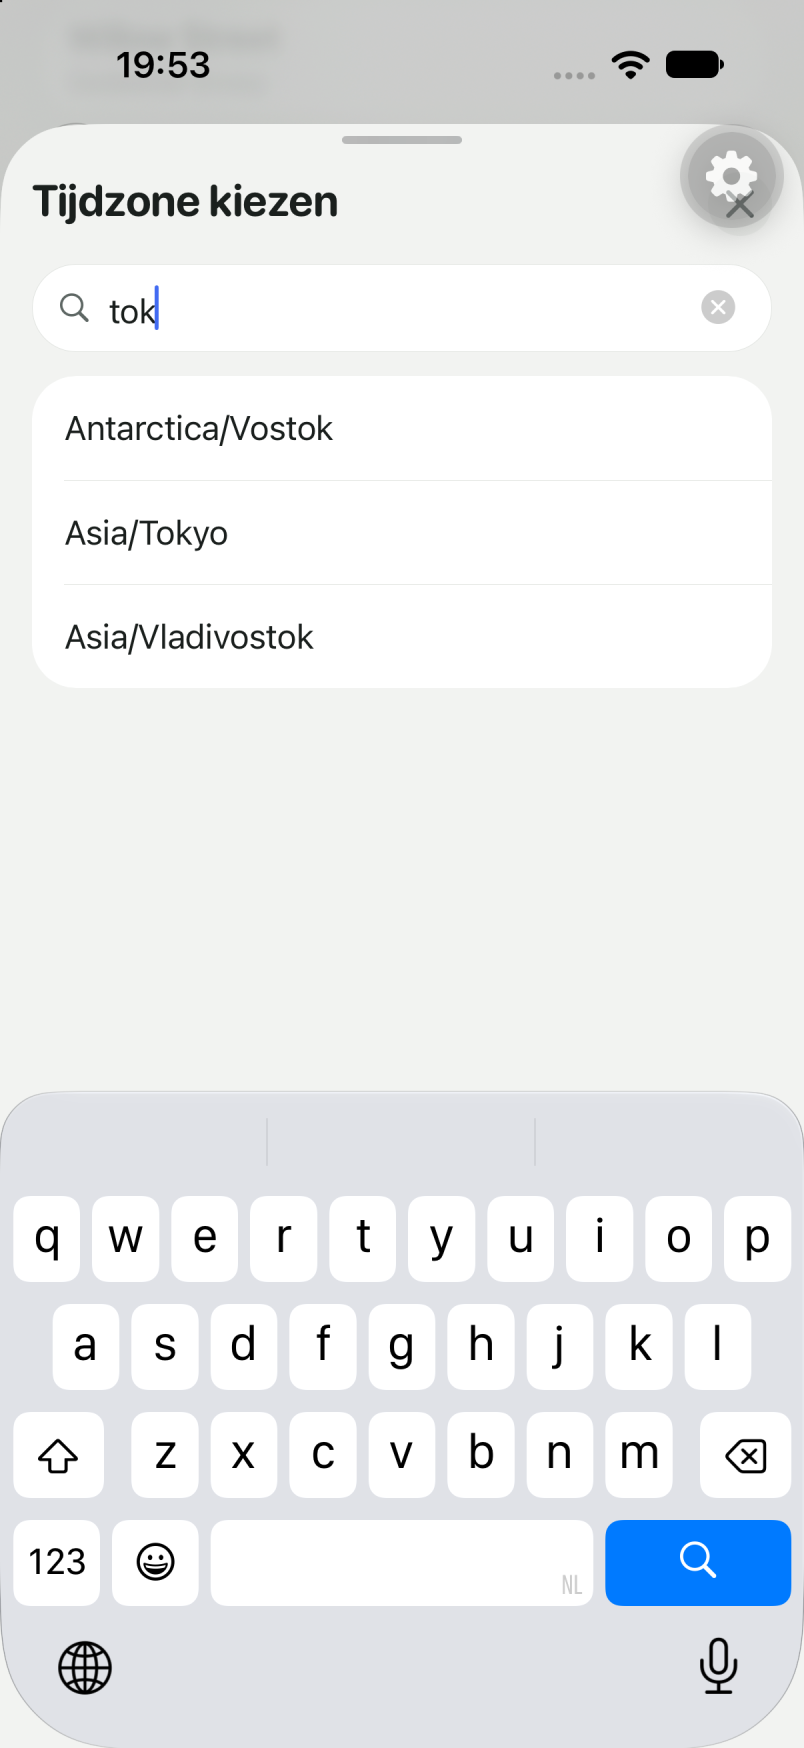 19:53
Tijdzone kiezen
tok
Antarctica/Vostok
Asia/Tokyo
Asia/Vladivostok
q w e r t y u i o p
a s d f g h j k l
z x c v b n m
123 NL